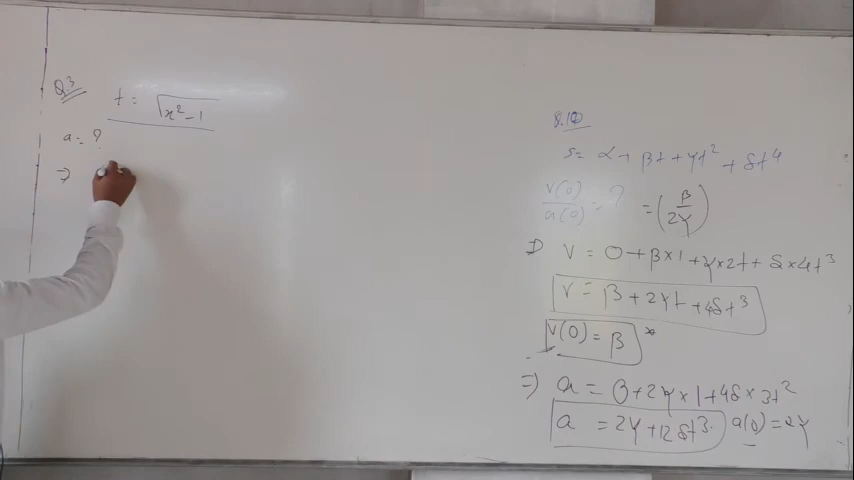 Q3 t = √x²-1
a = ?
⇒
8.10
s = α + βt + γt² + δt⁴
v(0)/a(0) = ? = (β/2γ)
v = 0 + β×1 + γ×2t + δ×4t³
v = β + 2γt + 4δt³
v(0) = β *
⇒ a = 0 + 2γ×1 + 4δ×3t²
a = 2γ + 12δt³. a(0) = 2γ